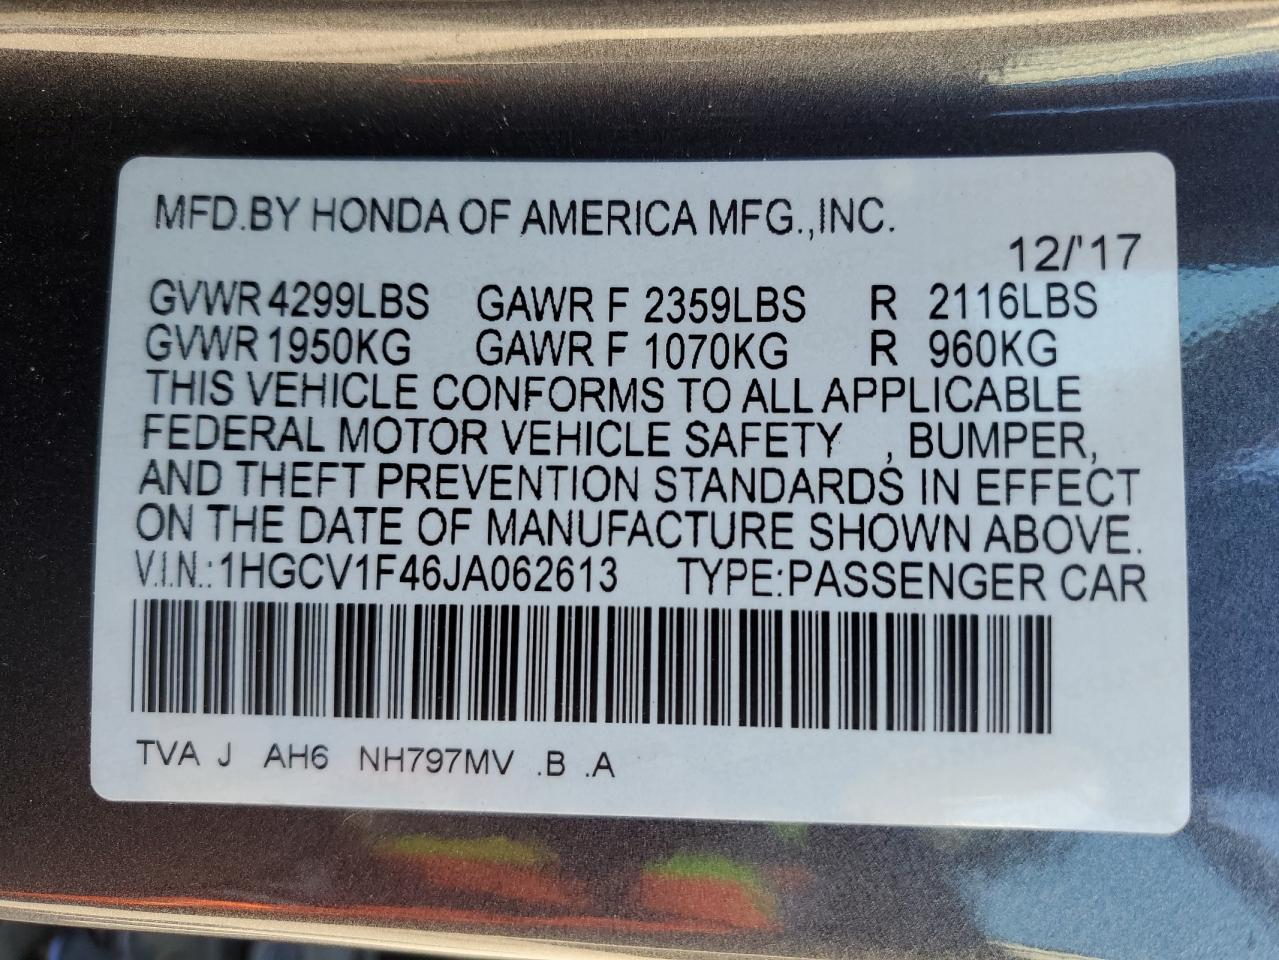 MFD.BY HONDA OF AMERICA MFG.,INC.
12/'17
GVWR 4299LBS GAWR F 2359LBS R 2116LBS
GVWR 1950KG GAWR F 1070KG R 960KG
THIS VEHICLE CONFORMS TO ALL APPLICABLE
FEDERAL MOTOR VEHICLE SAFETY , BUMPER,
AND THEFT PREVENTION STANDARDS IN EFFECT
ON THE DATE OF MANUFACTURE SHOWN ABOVE.
V.I.N.:1HGCV1F46JA062613 TYPE:PASSENGER CAR
TVA J AH6 NH797MV .B .A